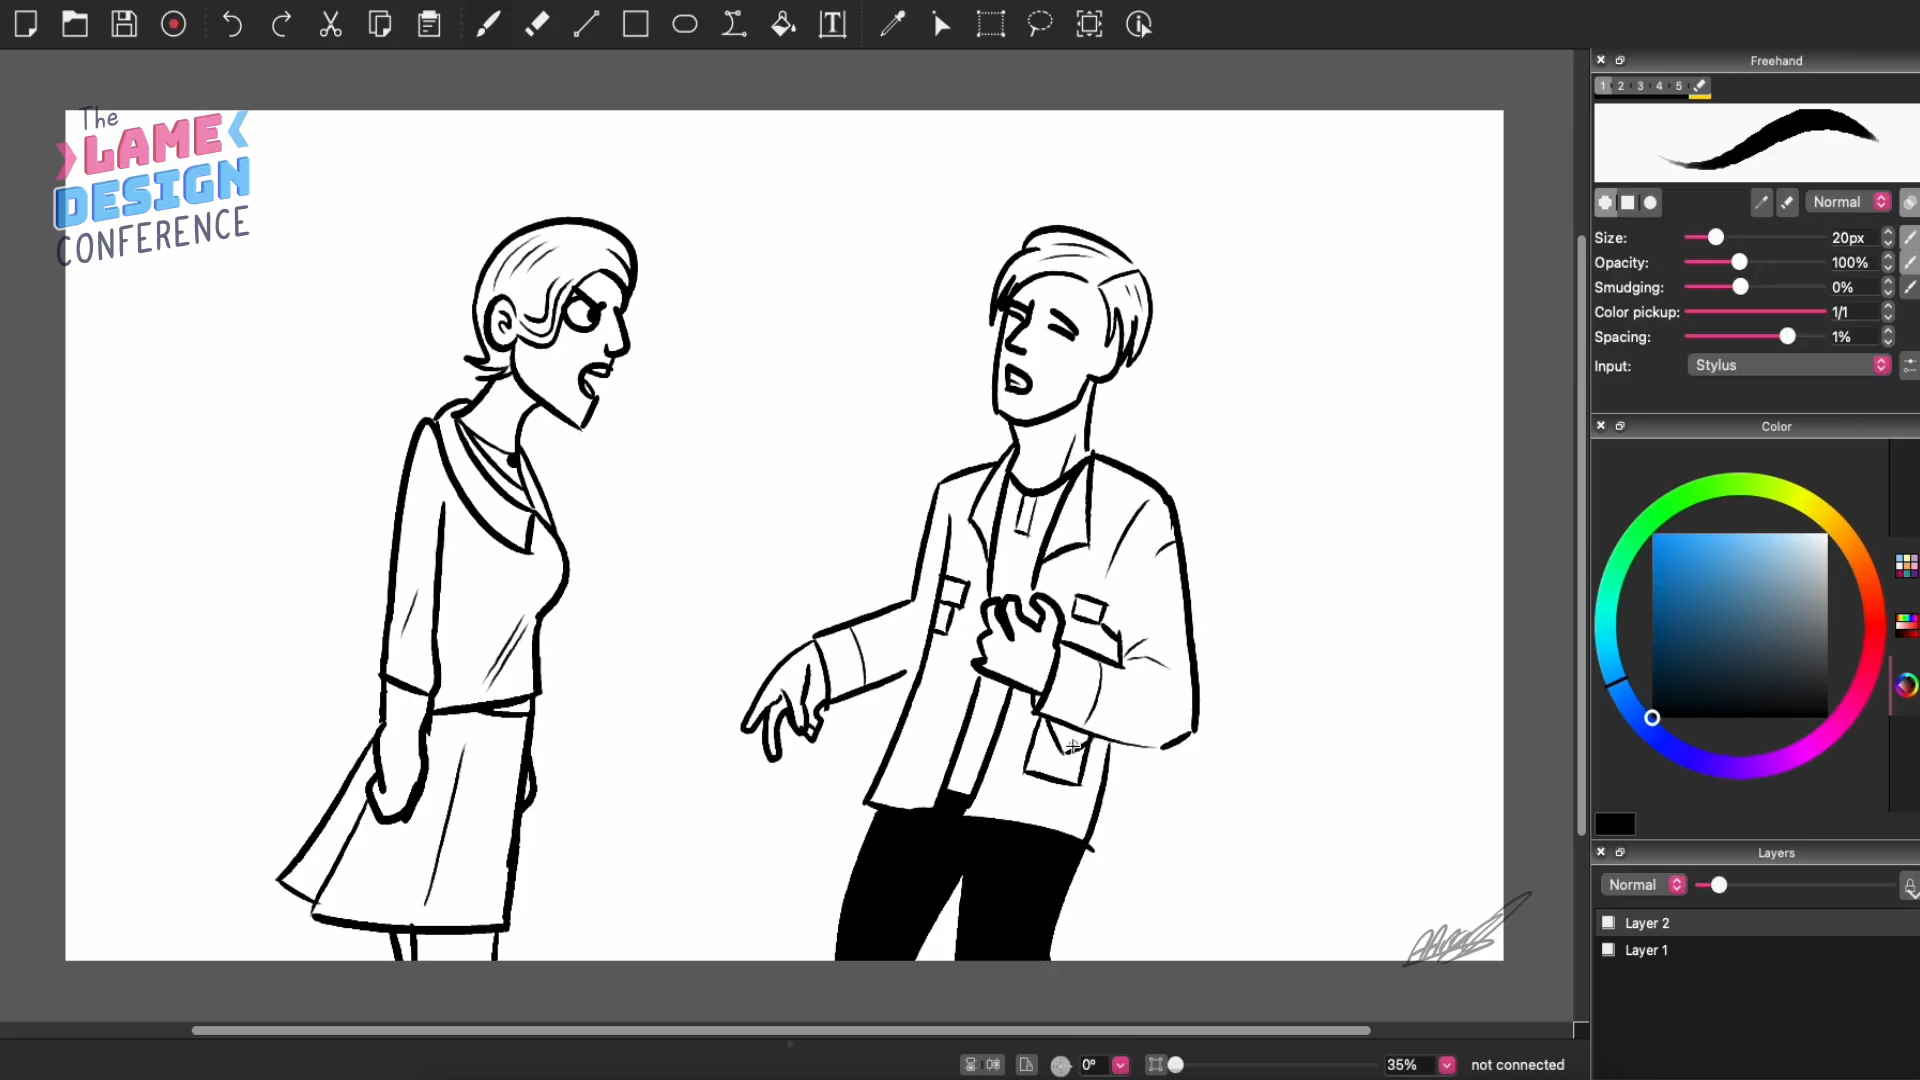 The
LAME
DESIGN
CONFERENCE
Freehand
1 2 3 4 5
Normal
Size: 20px
Opacity: 100%
Smudging: 0%
Color pickup: 1/1
Spacing: 1%
Input: Stylus
Color
Layers
Normal
Layer 2
Layer 1
0°
35%
not connected